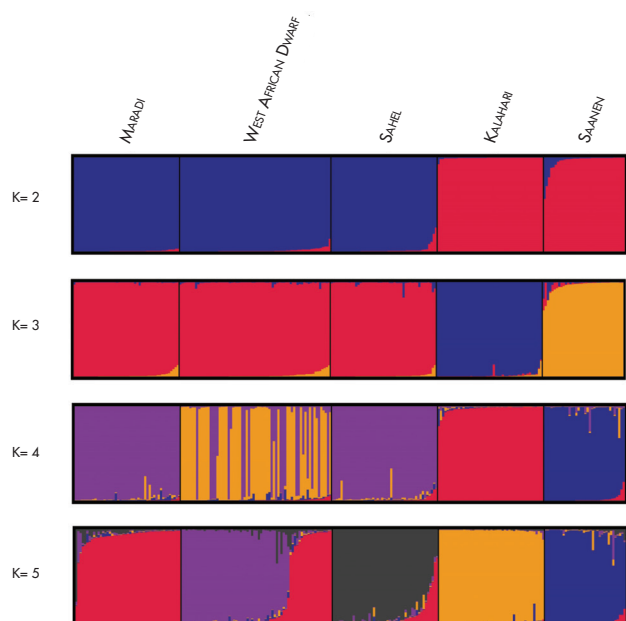 MARADI
WEST AFRICAN DWARF
SAHEL
KALAHARI
SAANEN
K= 2
K= 3
K= 4
K= 5